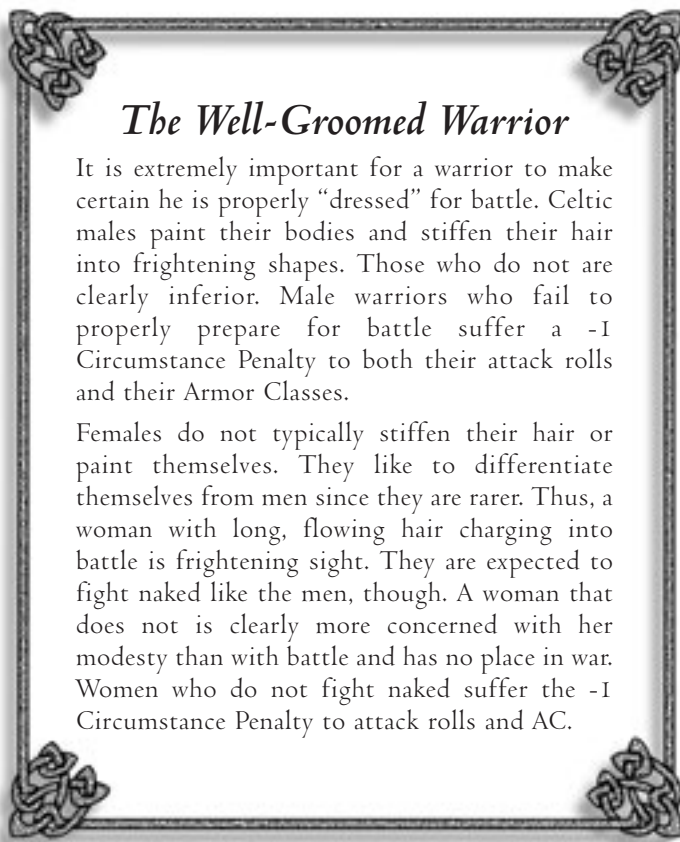 The Well-Groomed Warrior
It is extremely important for a warrior to make
certain he is properly “dressed” for battle. Celtic
males paint their bodies and stiffen their hair
into frightening shapes. Those who do not are
clearly inferior. Male warriors who fail to
properly prepare for battle suffer a -1
Circumstance Penalty to both their attack rolls
and their Armor Classes.
Females do not typically stiffen their hair or
paint themselves. They like to differentiate
themselves from men since they are rarer. Thus, a
woman with long, flowing hair charging into
battle is frightening sight. They are expected to
fight naked like the men, though. A woman that
does not is clearly more concerned with her
modesty than with battle and has no place in war.
Women who do not fight naked suffer the -1
Circumstance Penalty to attack rolls and AC.